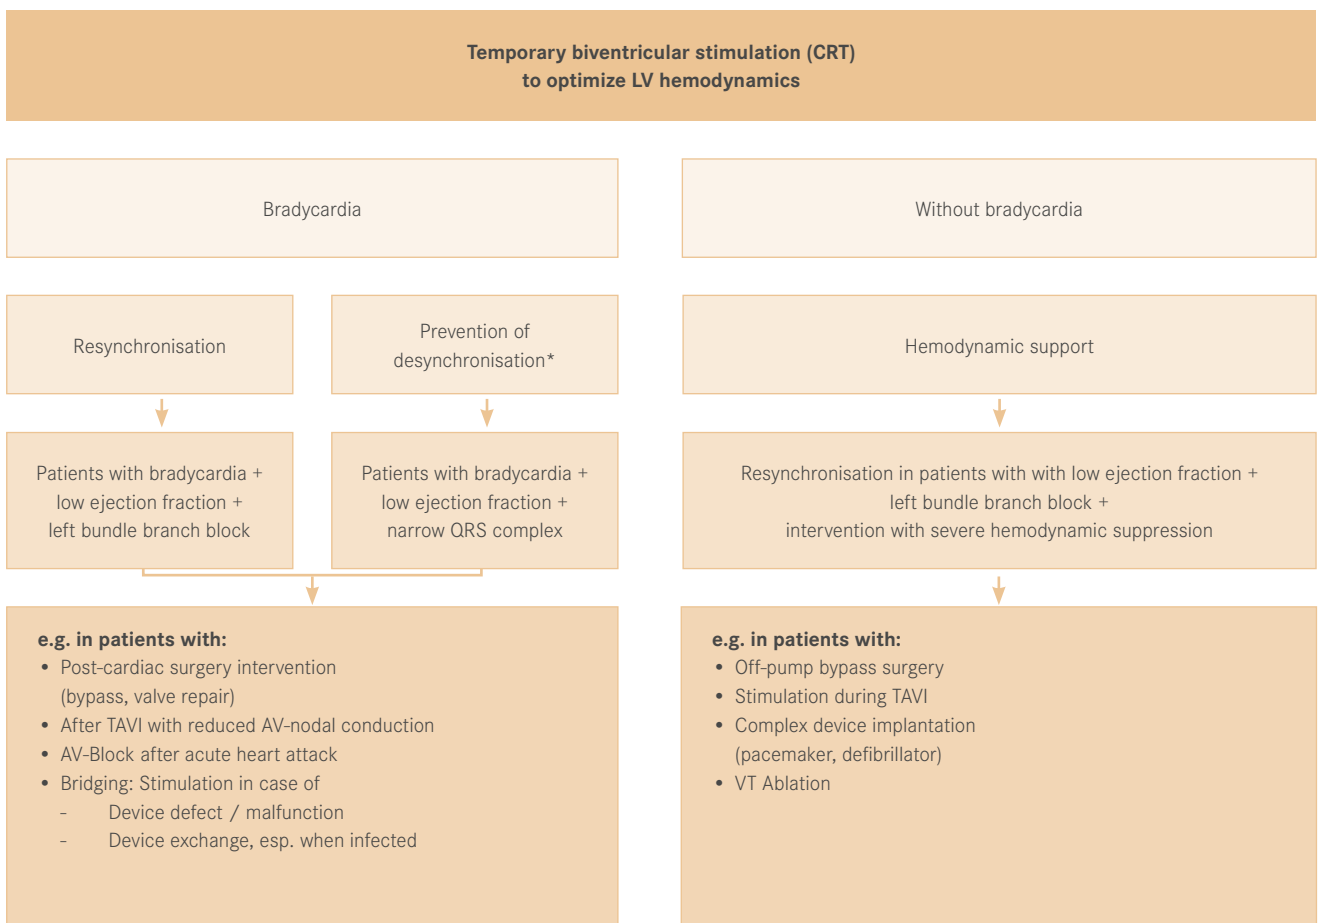 Temporary biventricular stimulation (CRT)
to optimize LV hemodynamics
Bradycardia
Without bradycardia
Resynchronisation
Prevention of
desynchronisation*
Hemodynamic support
Patients with bradycardia +
low ejection fraction +
left bundle branch block
Patients with bradycardia +
low ejection fraction +
narrow QRS complex
Resynchronisation in patients with with low ejection fraction +
left bundle branch block +
intervention with severe hemodynamic suppression
e.g. in patients with:
• Post-cardiac surgery intervention
(bypass, valve repair)
• After TAVI with reduced AV-nodal conduction
• AV-Block after acute heart attack
• Bridging: Stimulation in case of
- Device defect / malfunction
- Device exchange, esp. when infected
e.g. in patients with:
• Off-pump bypass surgery
• Stimulation during TAVI
• Complex device implantation
(pacemaker, defibrillator)
• VT Ablation